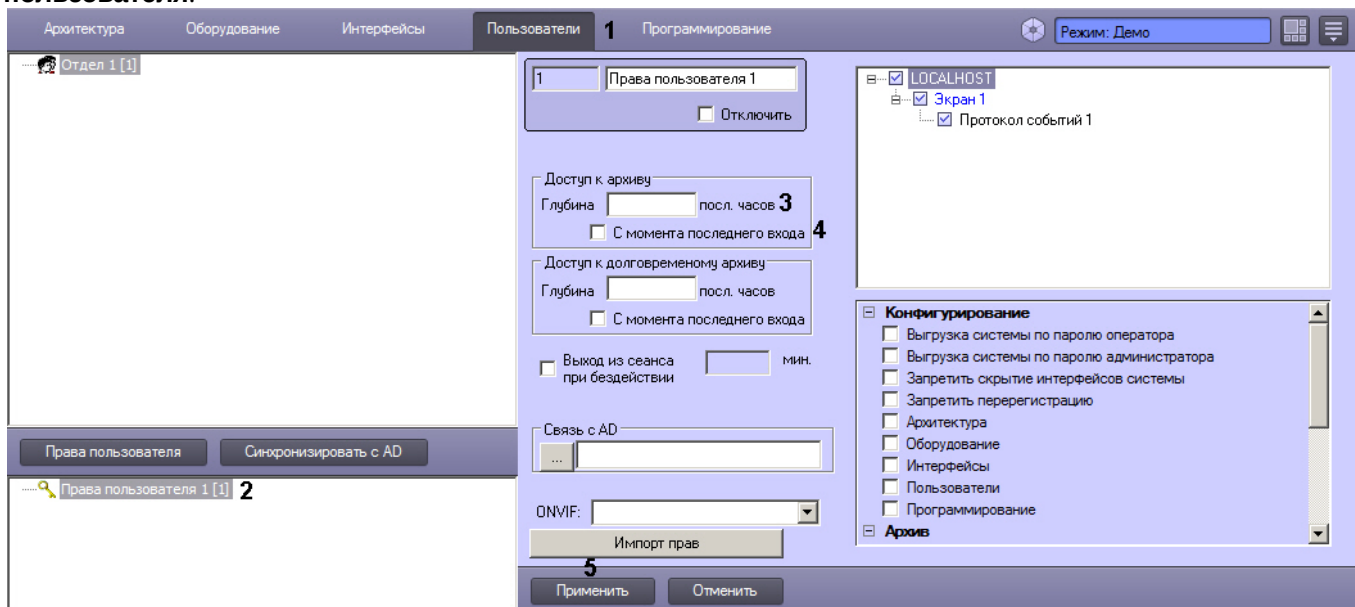 пользователя.
Архитектура Оборудование Интерфейсы Пользователи 1 Программирование Режим: Демо
Отдел 1 [1]
1 Права пользователя 1
Отключить
Доступ к архиву
Глубина посл. часов 3
С момента последнего входа 4
Доступ к долговременому архиву
Глубина посл. часов
С момента последнего входа
Выход из сеанса мин.
при бездействии
Связь с AD
...
ONVIF:
Импорт прав
5
Применить Отменить
LOCALHOST
Экран 1
Протокол событий 1
Конфигурирование
Выгрузка системы по паролю оператора
Выгрузка системы по паролю администратора
Запретить скрытие интерфейсов системы
Запретить перерегистрацию
Архитектура
Оборудование
Интерфейсы
Пользователи
Программирование
Архив
Права пользователя Синхронизировать с AD
Права пользователя 1 [1] 2